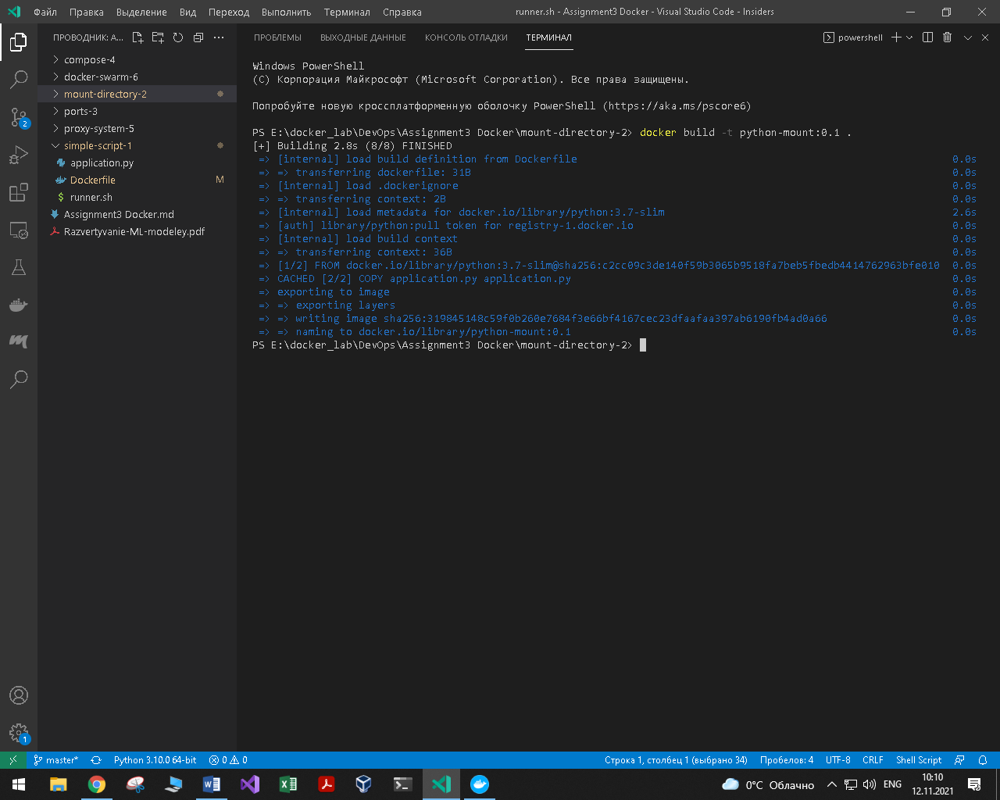 Файл Правка Выделение Вид Переход Выполнить Терминал Справка runner.sh - Assignment3 Docker - Visual Studio Code - Insiders
ПРОВОДНИК: A...
compose-4
docker-swarm-6
mount-directory-2
ports-3
proxy-system-5
simple-script-1
application.py
Dockerfile M
$ runner.sh
Assignment3 Docker.md
Razvertyvanie-ML-modeley.pdf
2
1
ПРОБЛЕМЫ ВЫХОДНЫЕ ДАННЫЕ КОНСОЛЬ ОТЛАДКИ ТЕРМИНАЛ powershell
Windows PowerShell
(C) Корпорация Майкрософт (Microsoft Corporation). Все права защищены.
Попробуйте новую кроссплатформенную оболочку PowerShell (https://aka.ms/pscore6)
PS E:\docker_lab\DevOps\Assignment3 Docker\mount-directory-2> docker build -t python-mount:0.1 .
[+] Building 2.8s (8/8) FINISHED
=> [internal] load build definition from Dockerfile 0.0s
=> => transferring dockerfile: 31B 0.0s
=> [internal] load .dockerignore 0.0s
=> => transferring context: 2B 0.0s
=> [internal] load metadata for docker.io/library/python:3.7-slim 2.6s
=> [auth] library/python:pull token for registry-1.docker.io 0.0s
=> [internal] load build context 0.0s
=> => transferring context: 36B 0.0s
=> [1/2] FROM docker.io/library/python:3.7-slim@sha256:c2cc09c3de140f59b3065b9518fa7beb5fbedb4414762963bfe010 0.0s
=> CACHED [2/2] COPY application.py application.py 0.0s
=> exporting to image 0.0s
=> => exporting layers 0.0s
=> => writing image sha256:319845148c59f0b260e7684f3e66bf4167cec23dfaafaa397ab6190fb4ad0a66 0.0s
=> => naming to docker.io/library/python-mount:0.1 0.0s
PS E:\docker_lab\DevOps\Assignment3 Docker\mount-directory-2>
master* Python 3.10.0 64-bit 0 0 Строка 1, столбец 1 (выбрано 34) Пробелов: 4 UTF-8 CRLF Shell Script
0°C Облачно ENG 10:10
12.11.2021